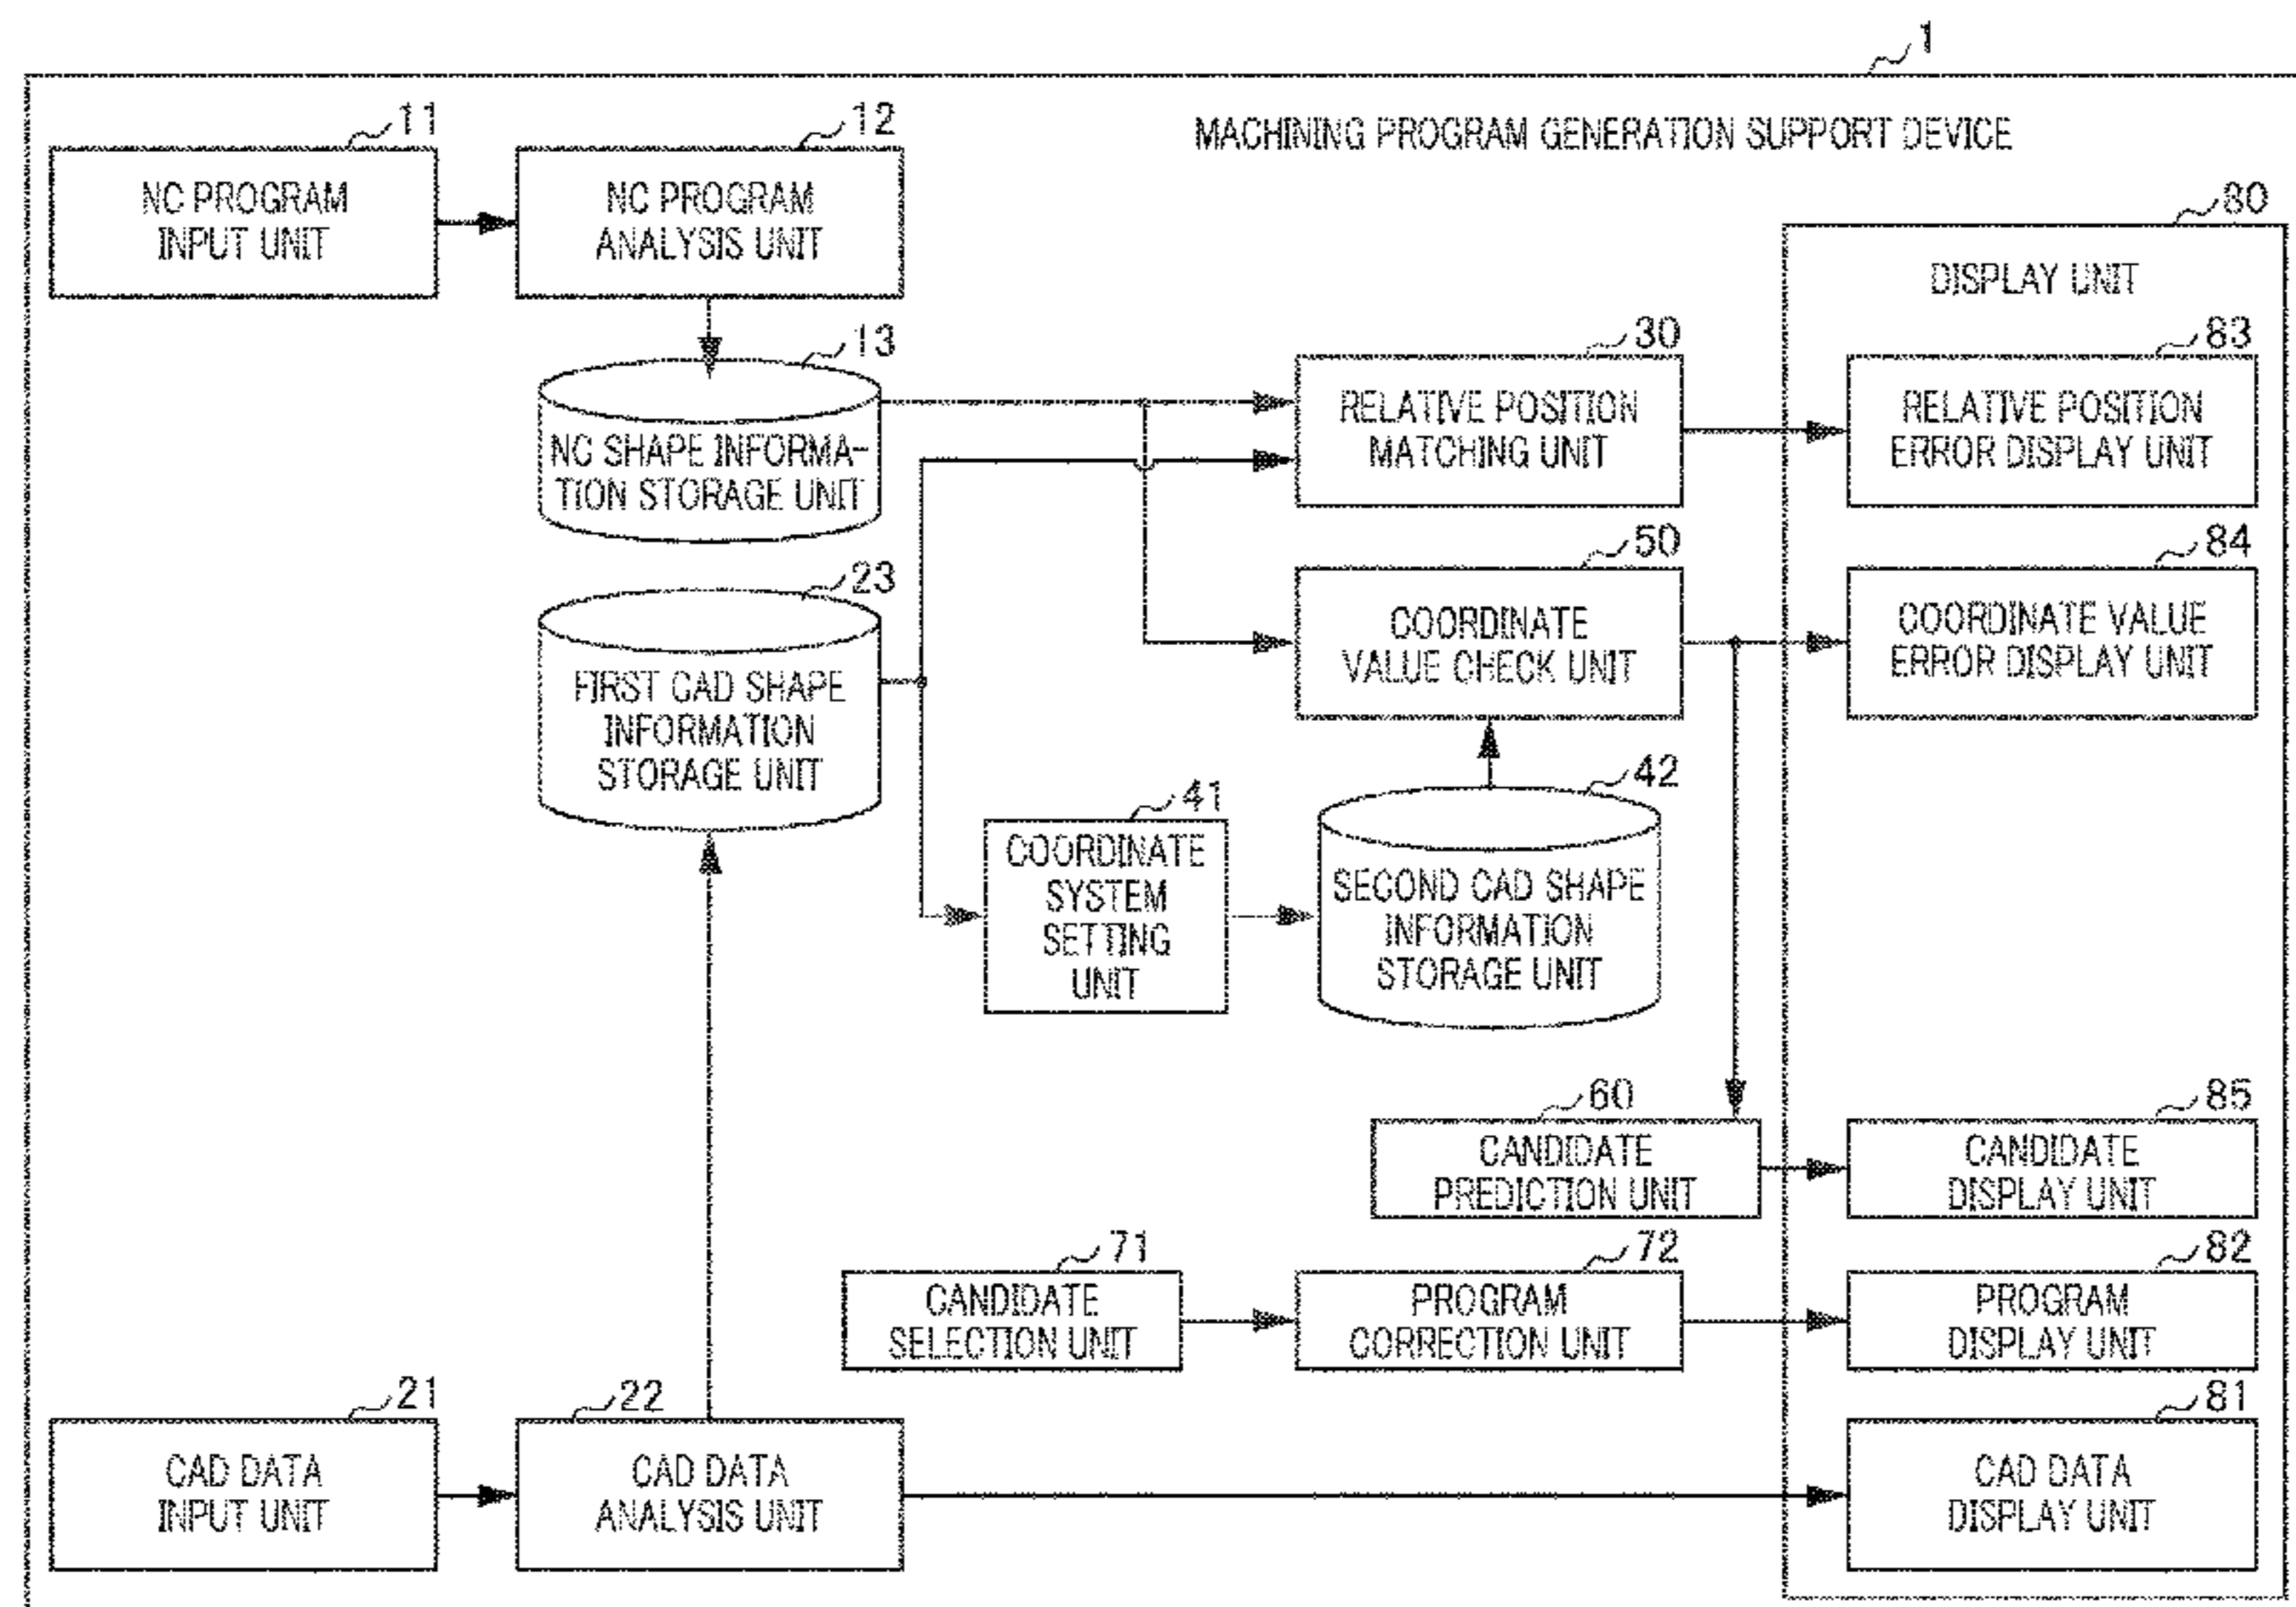 1
MACHINING PROGRAM GENERATION SUPPORT DEVICE
11
NC PROGRAM
INPUT UNIT
12
NC PROGRAM
ANALYSIS UNIT
80
DISPLAY UNIT
13
NC SHAPE INFORMA-
TION STORAGE UNIT
30
RELATIVE POSITION
MATCHING UNIT
83
RELATIVE POSITION
ERROR DISPLAY UNIT
23
FIRST CAD SHAPE
INFORMATION
STORAGE UNIT
50
COORDINATE
VALUE CHECK UNIT
84
COORDINATE VALUE
ERROR DISPLAY UNIT
41
COORDINATE
SYSTEM
SETTING
UNIT
42
SECOND CAD SHAPE
INFORMATION
STORAGE UNIT
60
CANDIDATE
PREDICTION UNIT
85
CANDIDATE
DISPLAY UNIT
71
CANDIDATE
SELECTION UNIT
72
PROGRAM
CORRECTION UNIT
82
PROGRAM
DISPLAY UNIT
21
CAD DATA
INPUT UNIT
22
CAD DATA
ANALYSIS UNIT
81
CAD DATA
DISPLAY UNIT